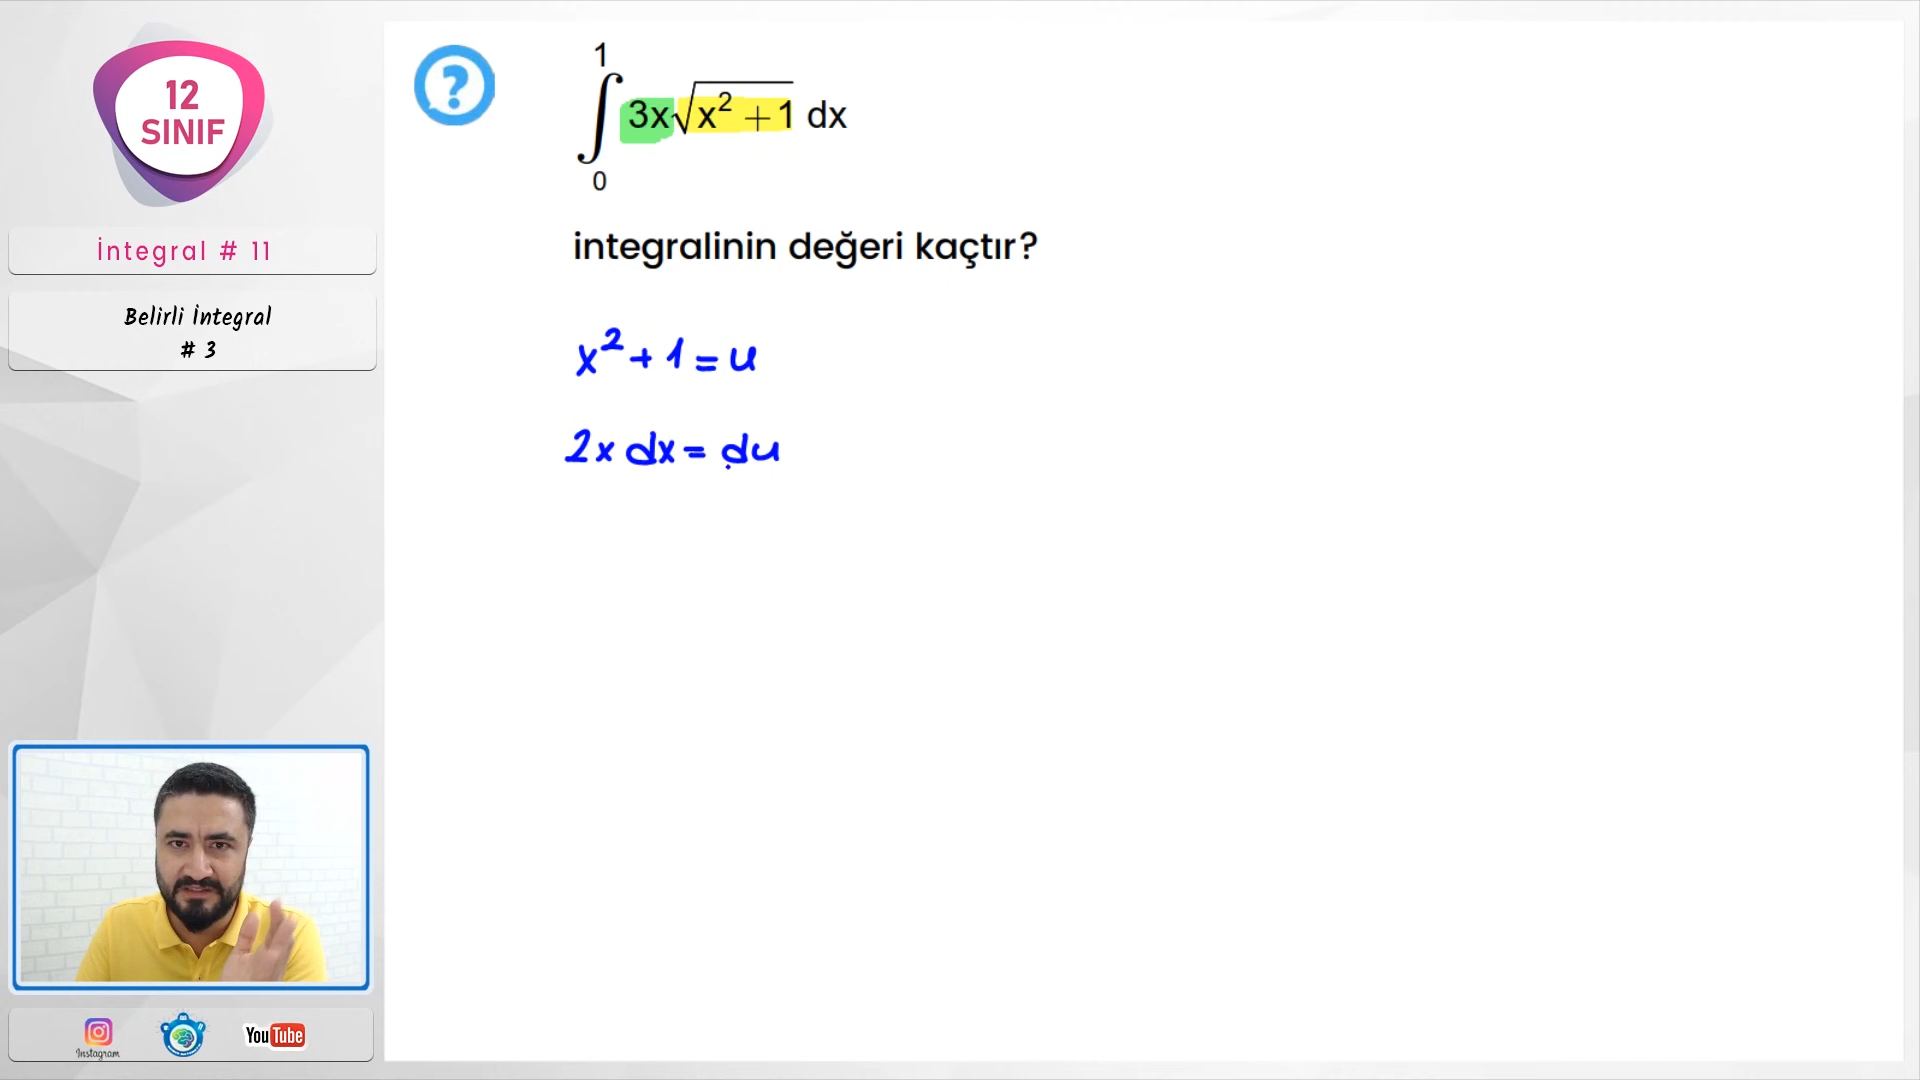 12
SINIF
İntegral # 11
Belirli İntegral
# 3
1
∫ 3x√x² + 1 dx
0
integralinin değeri kaçtır?
x² + 1 = u
2x dx = du
Instagram
YouTube